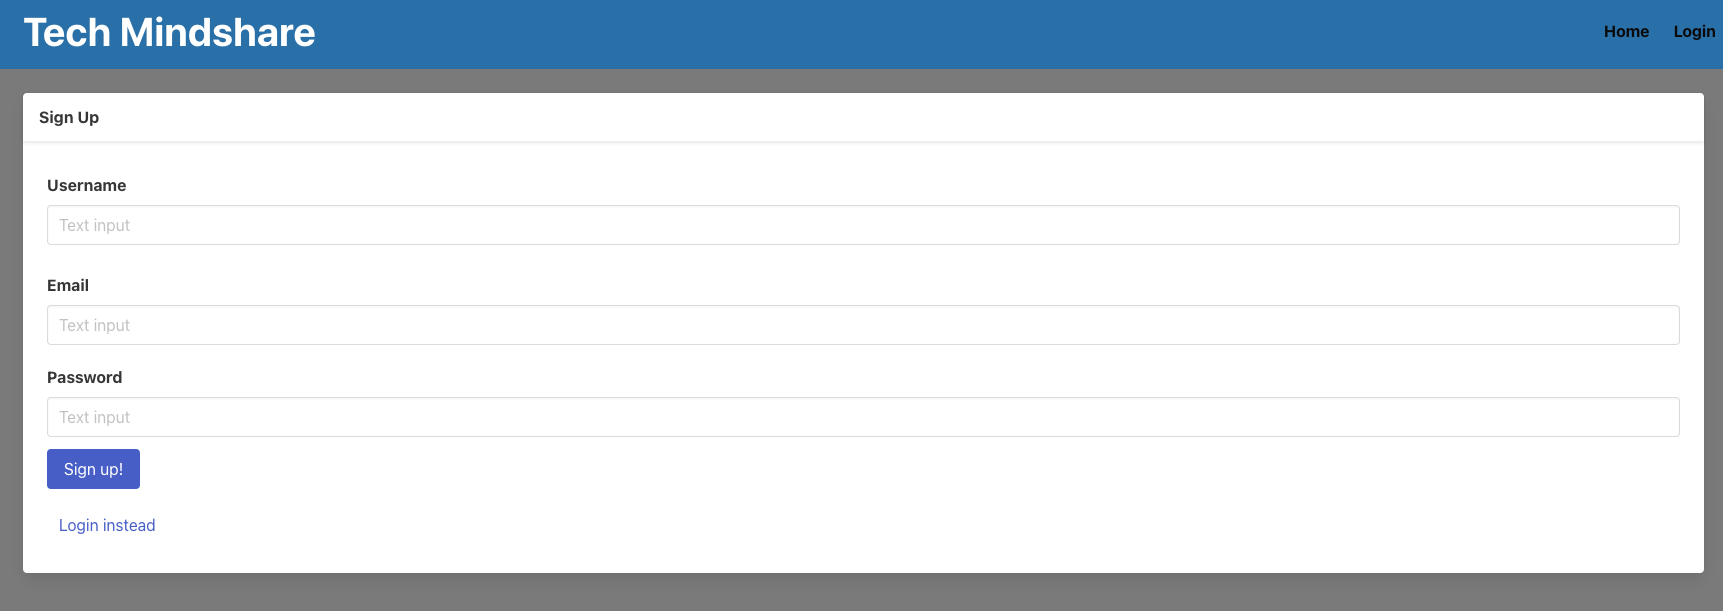 Tech Mindshare
Home Login
Sign Up
Username
Text input
Email
Text input
Password
Text input
Sign up!
Login instead